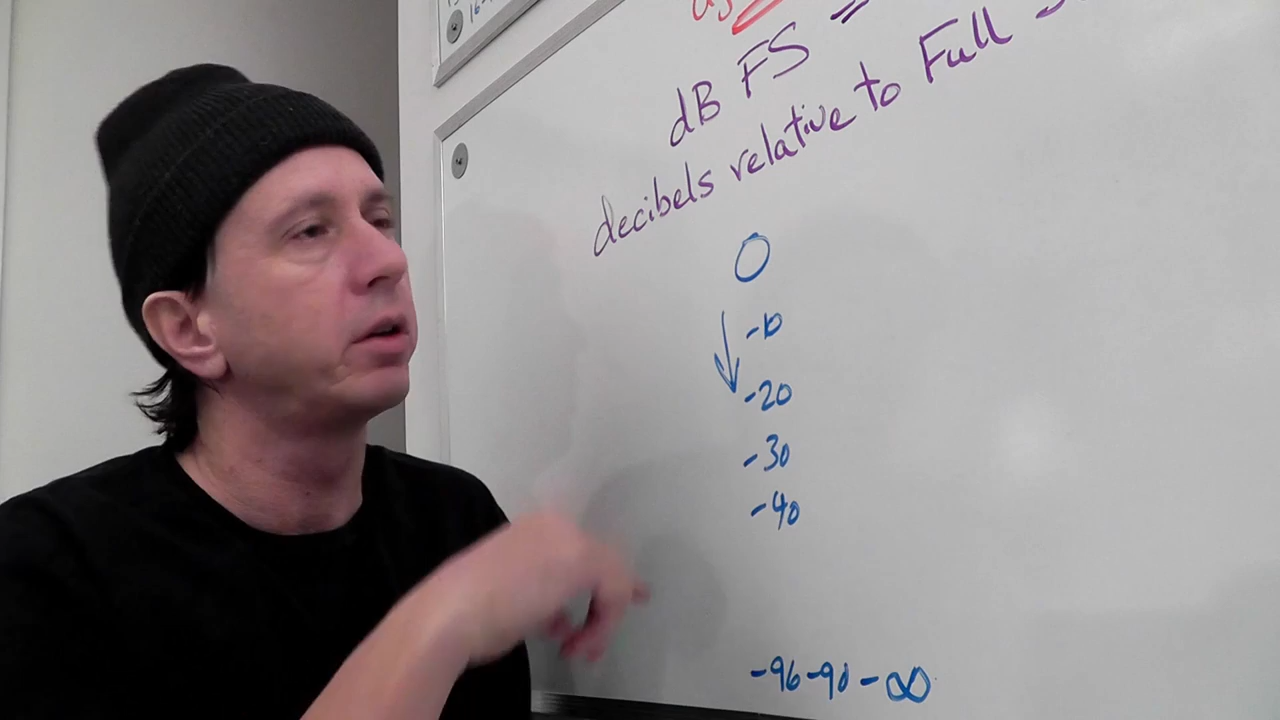 dB FS =
decibels relative to Full
0
-10
-20
-30
-40
-96 -90 -∞